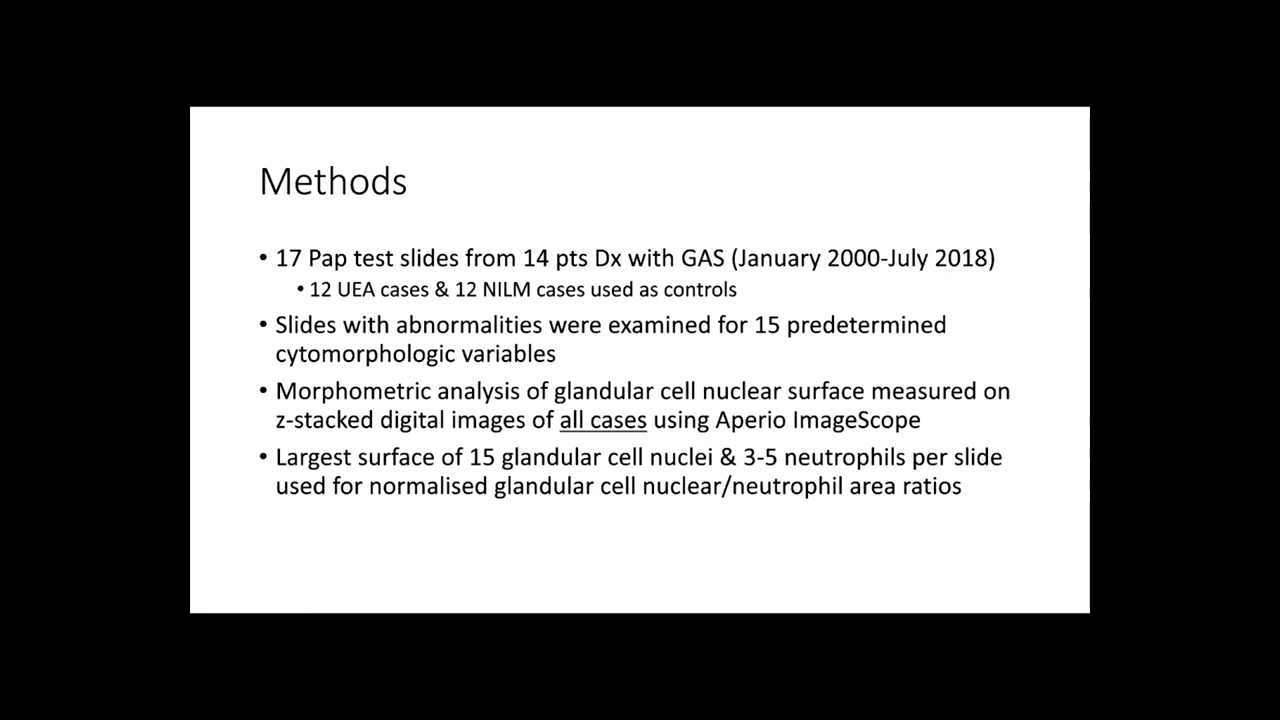 Methods
• 17 Pap test slides from 14 pts Dx with GAS (January 2000-July 2018)
• 12 UEA cases & 12 NILM cases used as controls
• Slides with abnormalities were examined for 15 predetermined
cytomorphologic variables
• Morphometric analysis of glandular cell nuclear surface measured on
z-stacked digital images of all cases using Aperio ImageScope
• Largest surface of 15 glandular cell nuclei & 3-5 neutrophils per slide
used for normalised glandular cell nuclear/neutrophil area ratios